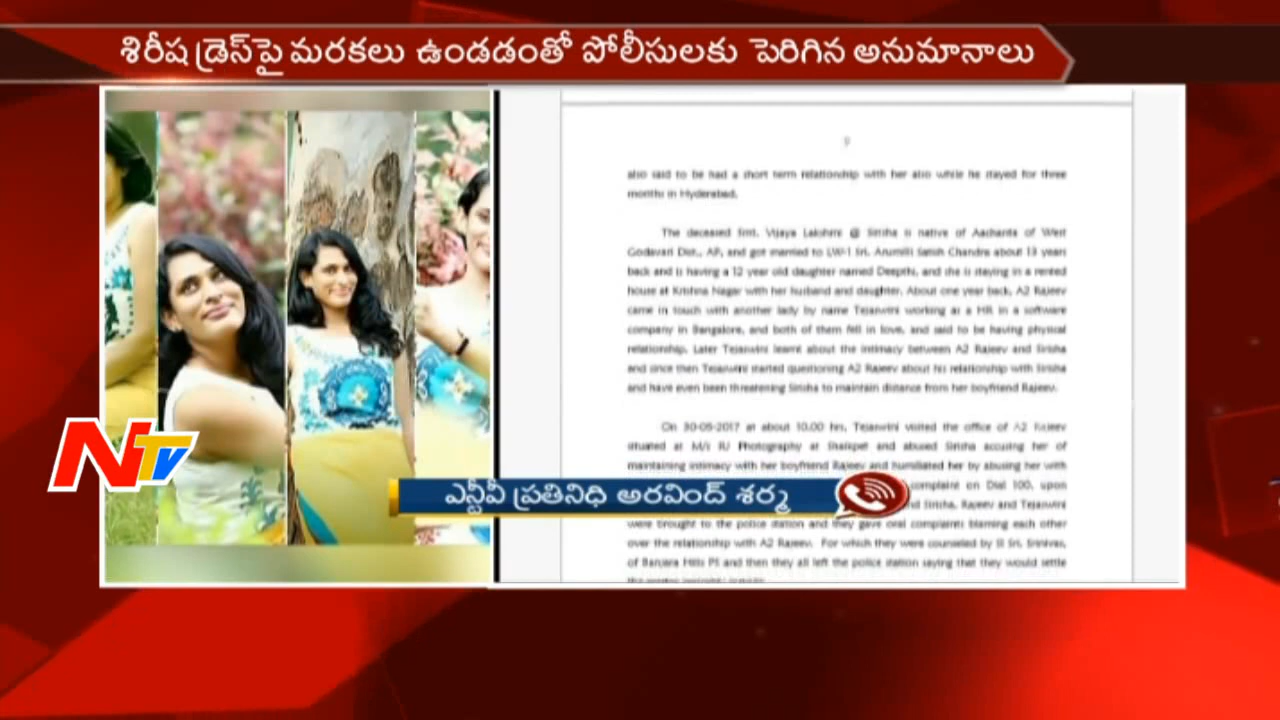 శిరీష డ్రెస్‌పై మరకలు ఉండడంతో పోలీసులకు పెరిగిన అనుమానాలు
9
also said to be had a short term relationship with her also while he stayed for three
months in Hyderabad.
The deceased Smt. Vijaya Lakshmi @ Sirisha is native of Aachanta of West
Godavari Dist., AP, and got married to LW-1 Sri. Arumilli Satish Chandra about 13 years
back and is having a 12 year old daughter named Deepthi, and she is staying in a rented
house at Krishna Nagar with her husband and daughter. About one year back, A2 Rajeev
came in touch with another lady by name Tejaswini working as a HR in a software
company in Bangalore, and both of them fell in love, and said to be having physical
relationship. Later Tejaswini learnt about the intimacy between A2 Rajeev and Sirisha
and since then Tejaswini started questioning A2 Rajeev about his relationship with Sirisha
and have even been threatening Sirisha to maintain distance from her boyfriend Rajeev.
On 30-05-2017 at about 10.00 hrs, Tejaswini visited the office of A2 Rajeev
situated at M/s RJ Photography at Shaikpet and abused Sirisha accusing her of
maintaining intimacy with her boyfriend Rajeev and humiliated her by abusing her with
complaint on Dial 100, upon
Sirisha, Rajeev and Tejaswini
were brought to the police station and they gave oral complaints blaming each other
over the relationship with A2 Rajeev. For which they were counseled by SI Sri. Srinivas,
of Banjara Hills PS and then they all left the police station saying that they would settle
NTV
ఎన్టీవీ ప్రతినిధి అరవింద్ శర్మ